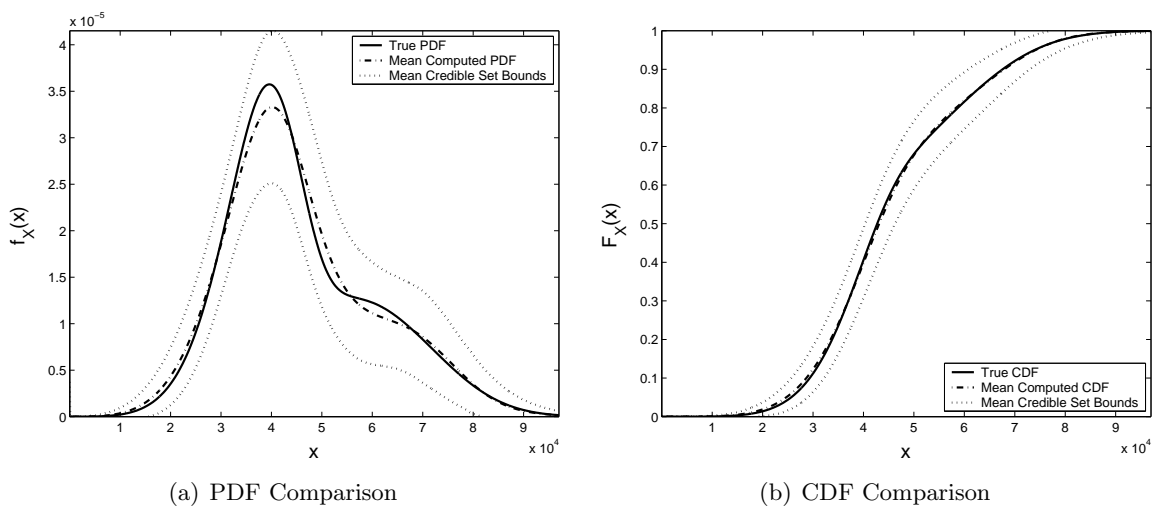 x 10⁻⁵
4
3.5
3
2.5
2
1.5
1
0.5
0
f_X(x)
True PDF
Mean Computed PDF
Mean Credible Set Bounds
1 2 3 4 5 6 7 8 9
x
x 10⁴
(a) PDF Comparison
1
0.9
0.8
0.7
0.6
0.5
0.4
0.3
0.2
0.1
0
F_X(x)
True CDF
Mean Computed CDF
Mean Credible Set Bounds
1 2 3 4 5 6 7 8 9
x
x 10⁴
(b) CDF Comparison